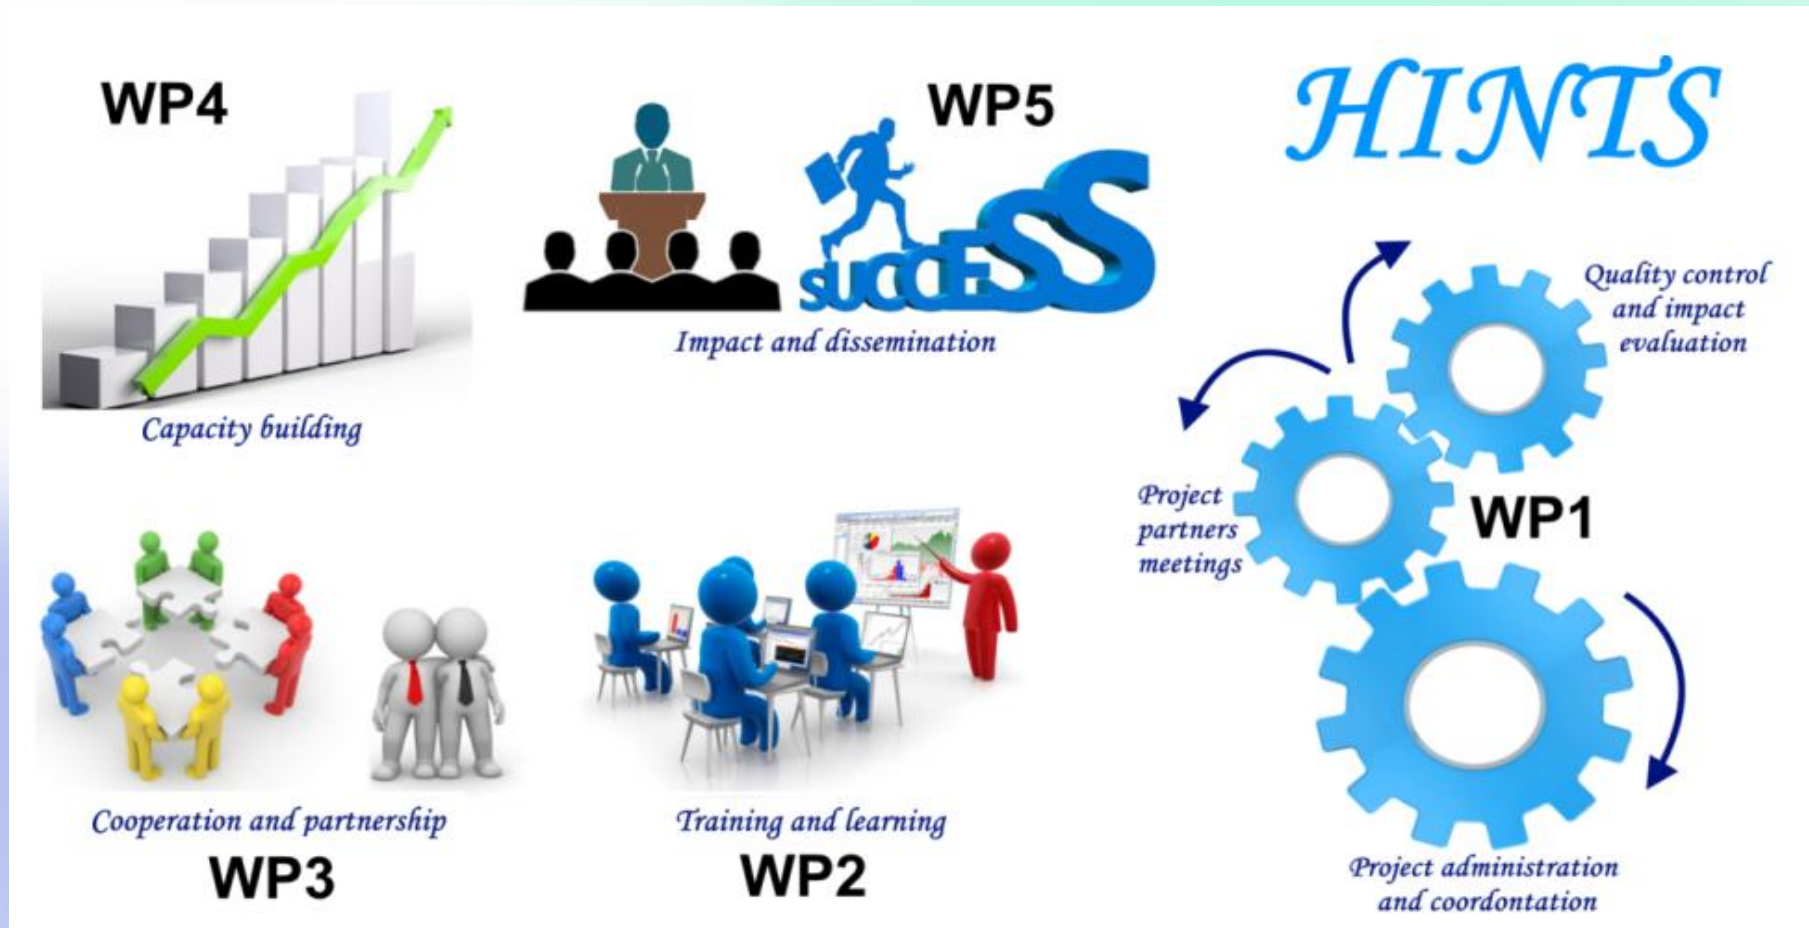 WP4
WP5
HINTS
SUCCESS
Impact and dissemination
Capacity building
Quality control
and impact
evaluation
Project
partners
meetings
WP1
Cooperation and partnership
WP3
Training and learning
WP2
Project administration
and coordontation